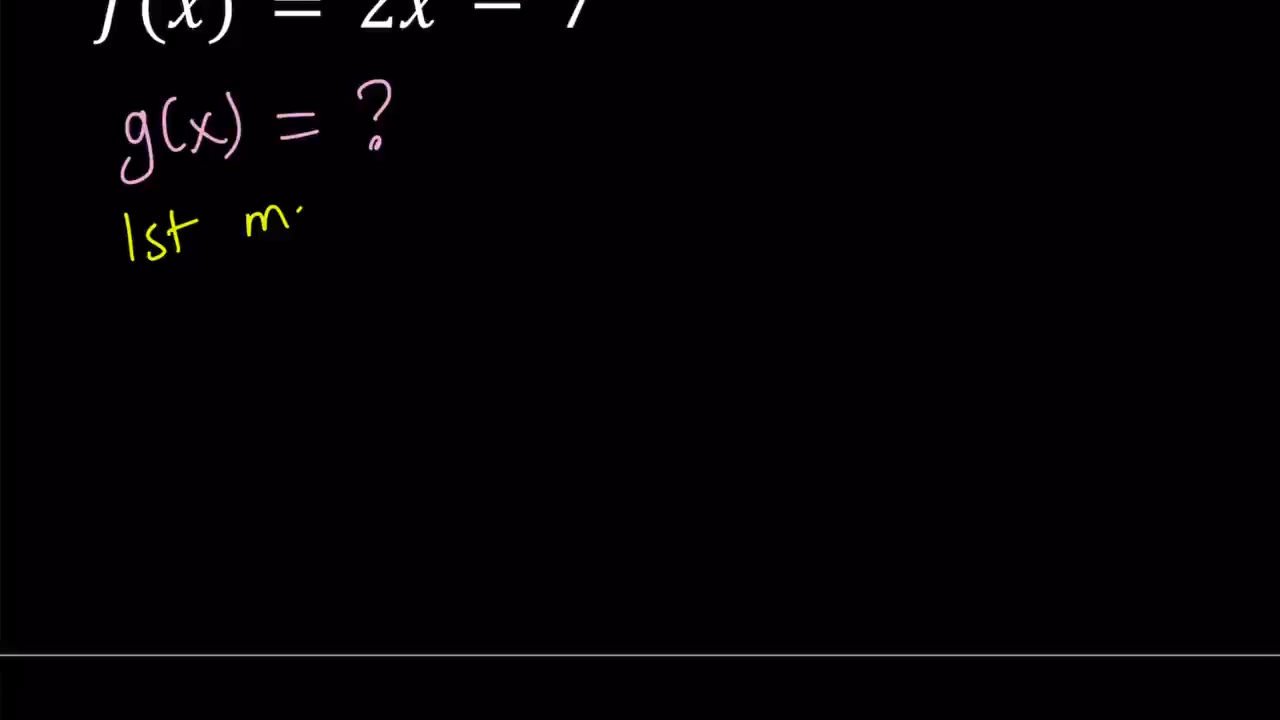 f(x) = 2x − 7
g(x) = ?
1st m.